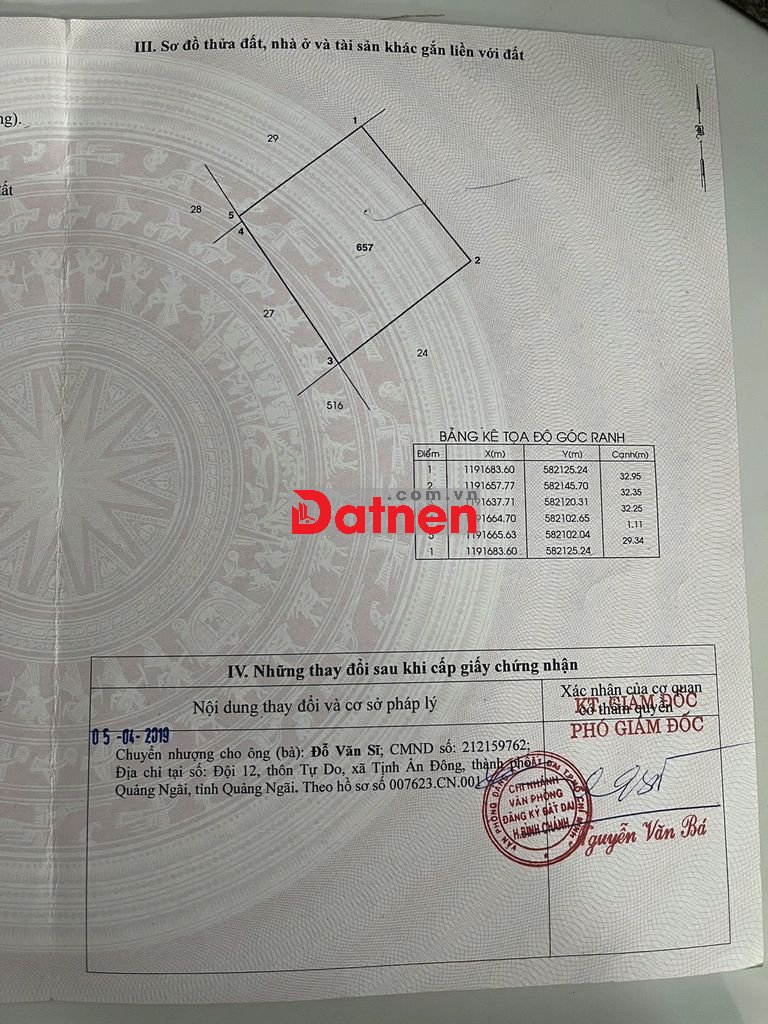 III. Sơ đồ thửa đất, nhà ở và tài sản khác gắn liền với đất
ng).
đất
1
29
28
5
4
657
2
27
3
24
516
BẢNG KÊ TỌA ĐỘ GÓC RANH
Điểm X(m) Y(m) Cạnh(m)
1 1191683.60 582125.24
32.95
2 1191657.77 582145.70
32.35
1191637.71 582120.31
32.25
1191664.70 582102.65
1.11
5 1191665.63 582102.04
29.34
1 1191683.60 582125.24
.com.vn
Datnen
IV. Những thay đổi sau khi cấp giấy chứng nhận
Nội dung thay đổi và cơ sở pháp lý
Xác nhận của cơ quan
có thẩm quyền
KT. GIÁM ĐỐC
PHÓ GIÁM ĐỐC
05-04-2019
Chuyển nhượng cho ông (bà): Đỗ Văn Sĩ; CMND số: 212159762;
Địa chỉ tại số: Đội 12, thôn Tự Do, xã Tịnh Ấn Đông, thành phố
Quảng Ngãi, tỉnh Quảng Ngãi. Theo hồ sơ số 007623.CN.001
CHI NHÁNH
VĂN PHÒNG
ĐĂNG KÝ ĐẤT ĐAI
H.BÌNH CHÁNH
Nguyễn Văn Bá